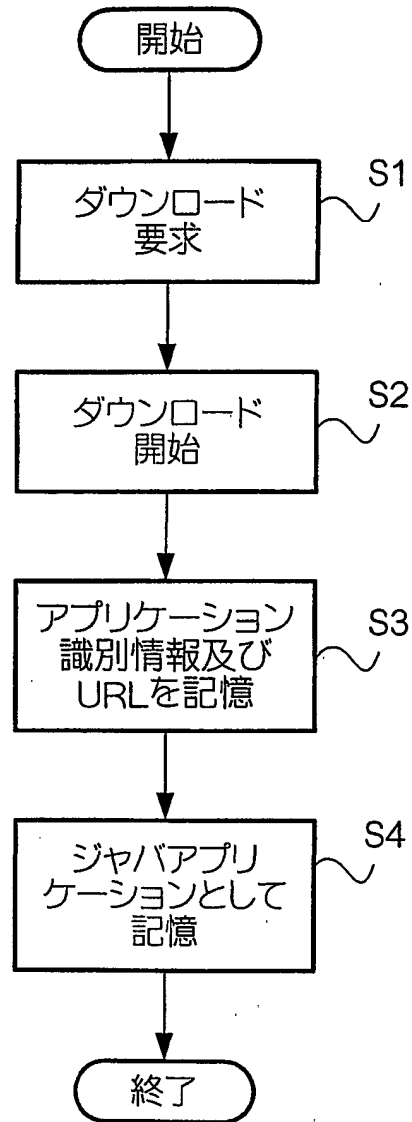 開始
ダウンロード
要求
S1
ダウンロード
開始
S2
アプリケーション
識別情報及び
URLを記憶
S3
ジャバアプリ
ケーションとして
記憶
S4
終了